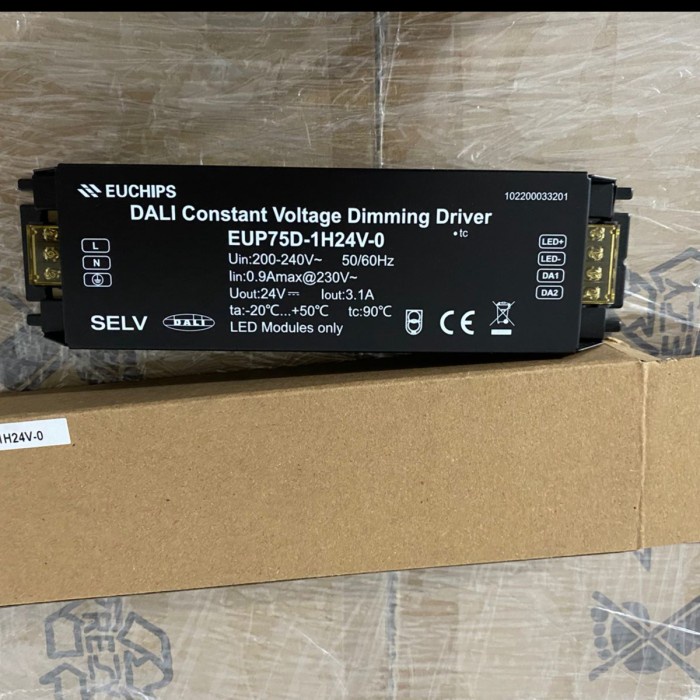 EUCHIPS
102200033201
DALI Constant Voltage Dimming Driver
EUP75D-1H24V-0
•tc
Uin:200-240V~ 50/60Hz
Iin:0.9Amax@230V~
Uout:24V⎓ Iout:3.1A
ta:-20℃...+50℃ tc:90℃
LED Modules only
SELV
DALI
CE
L
N
LED+
LED-
DA1
DA2
1H24V-0